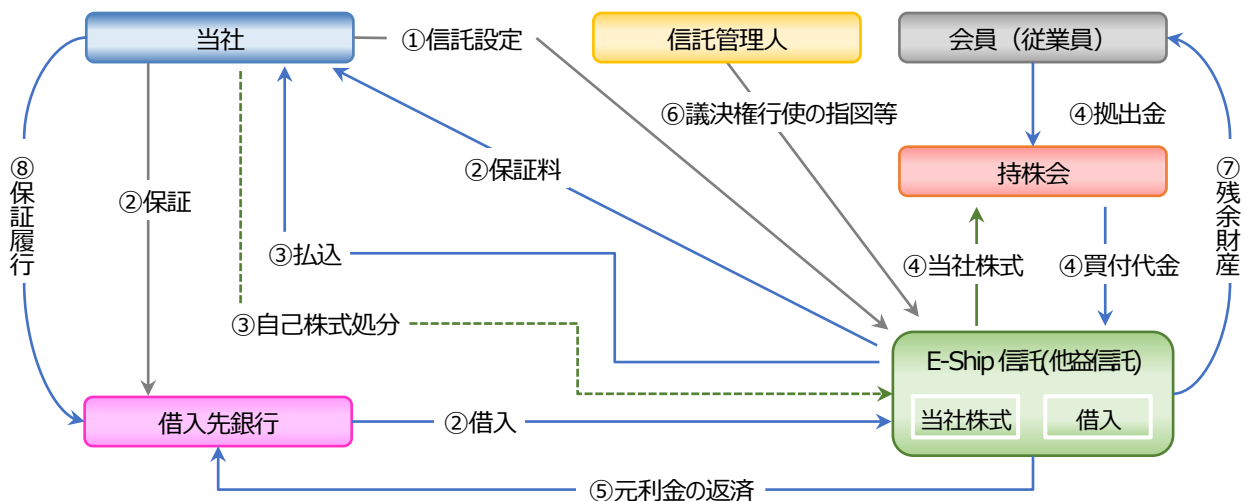 当社
①信託設定
信託管理人
会員（従業員）
⑥議決権行使の指図等
④拠出金
⑧保証履行
②保証
②保証料
持株会
⑦残余財産
③払込
④当社株式
④買付代金
③自己株式処分
E-Ship 信託(他益信託)
当社株式
借入
借入先銀行
②借入
⑤元利金の返済